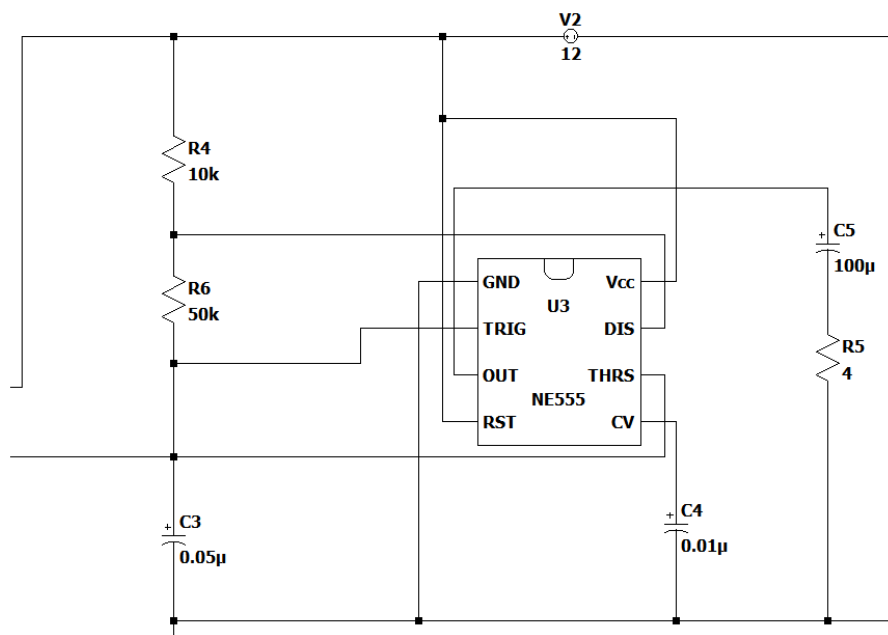 V2
12
R4
10k
R6
50k
C5
100µ
GND
VCC
U3
TRIG
DIS
OUT
THRS
NE555
RST
CV
R5
4
C3
0.05µ
C4
0.01µ